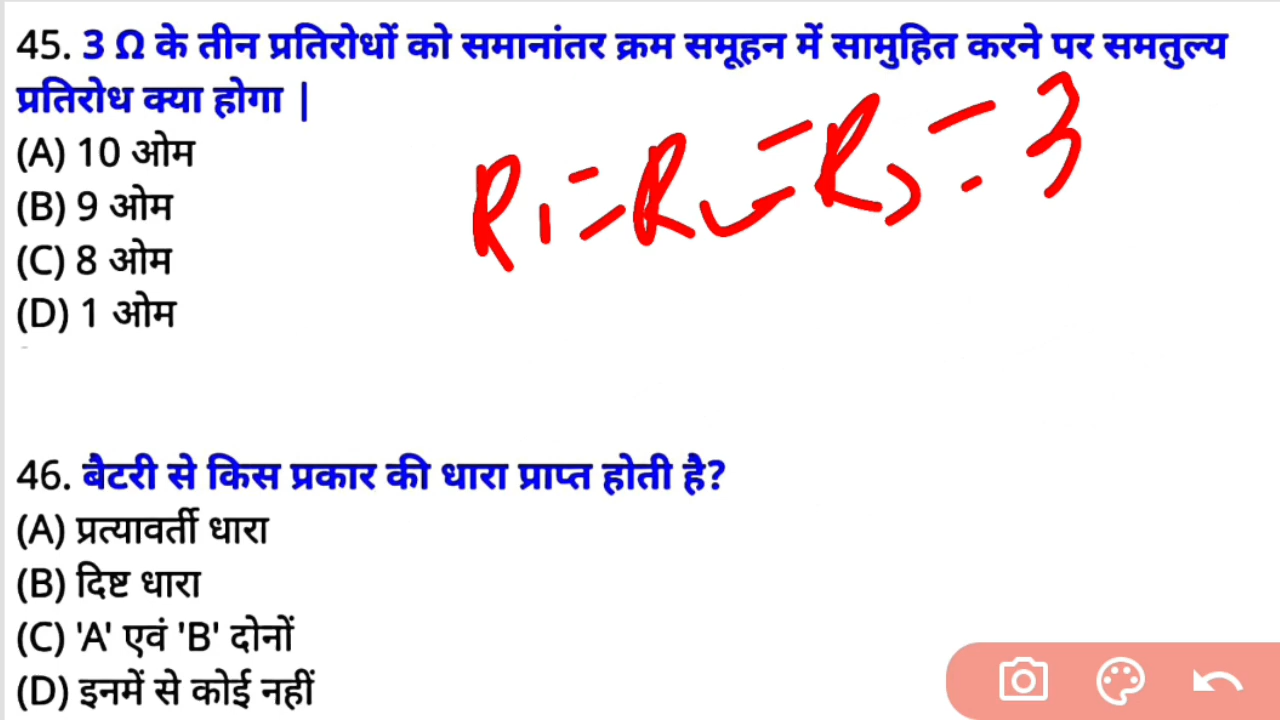 45. 3 Ω के तीन प्रतिरोधों को समानांतर क्रम समूहन में सामुहित करने पर समतुल्य
प्रतिरोध क्या होगा |
(A) 10 ओम
(B) 9 ओम
(C) 8 ओम
(D) 1 ओम
R1=R2=R3=3
46. बैटरी से किस प्रकार की धारा प्राप्त होती है?
(A) प्रत्यावर्ती धारा
(B) दिष्ट धारा
(C) 'A' एवं 'B' दोनों
(D) इनमें से कोई नहीं